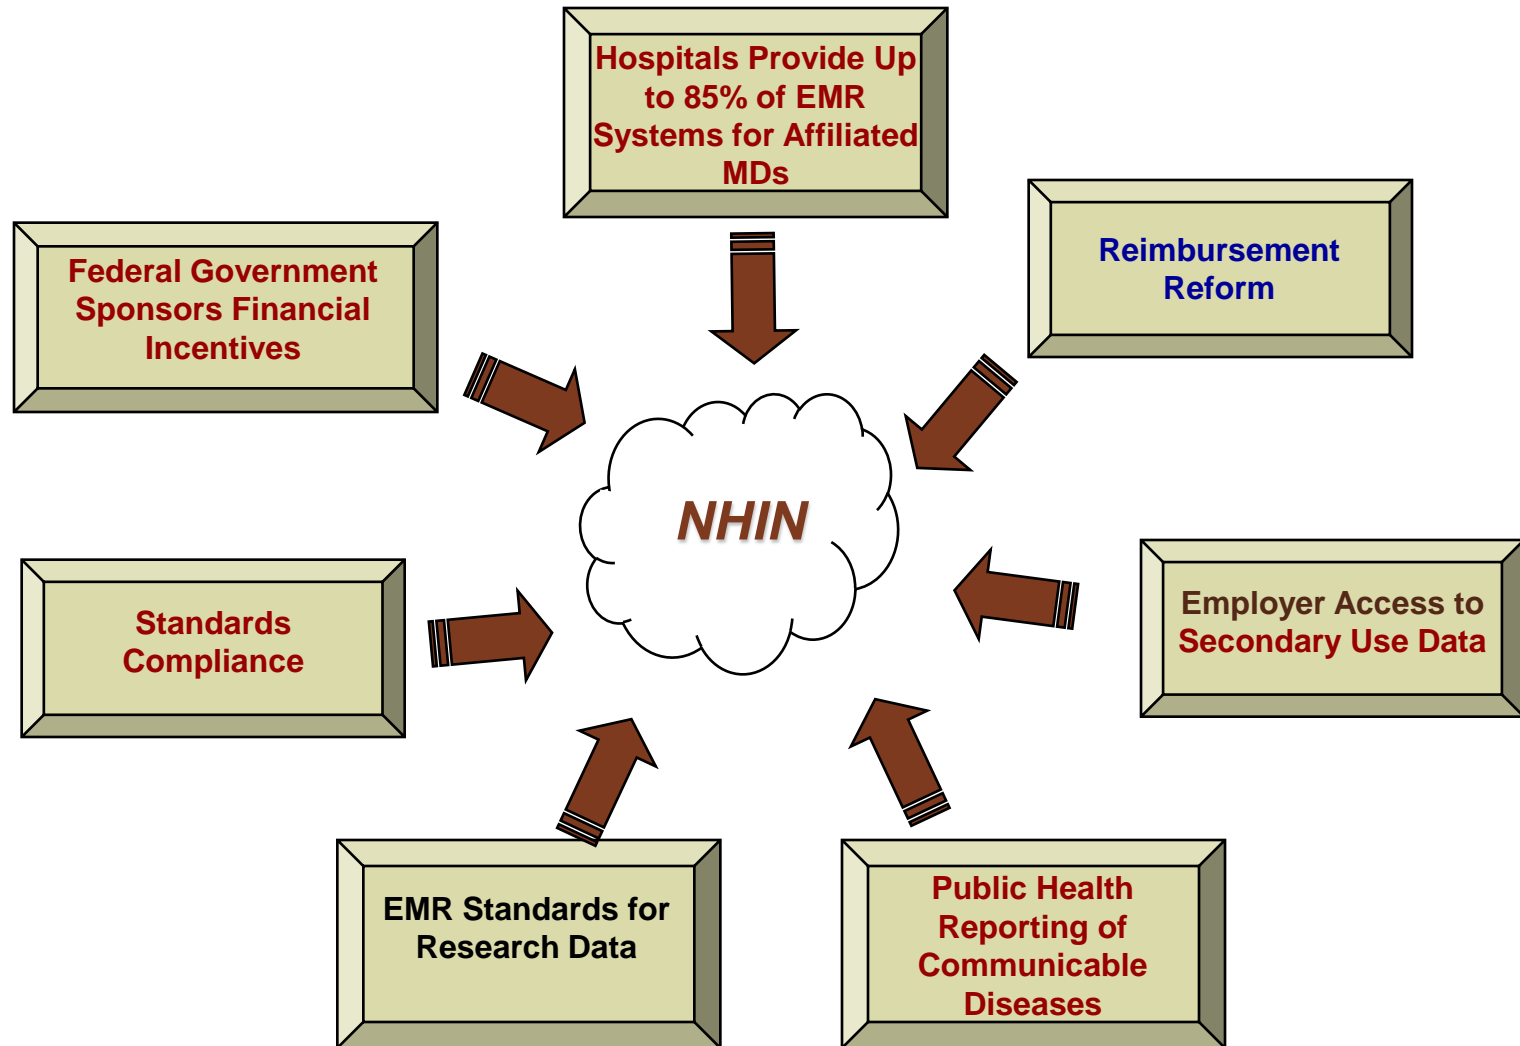 Hospitals Provide Up
to 85% of EMR
Systems for Affiliated
MDs
Federal Government
Sponsors Financial
Incentives
Reimbursement
Reform
NHIN
Standards
Compliance
Employer Access to
Secondary Use Data
EMR Standards for
Research Data
Public Health
Reporting of
Communicable
Diseases